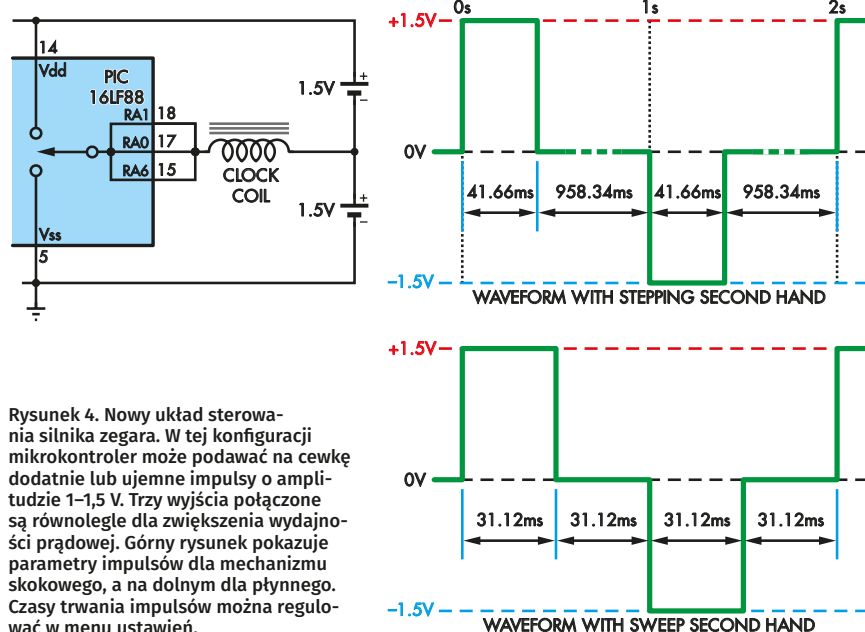 14
Vdd
PIC
16LF88
RA1 18
RA0 17
RA6 15
CLOCK
COIL
Vss
5
1.5V
+
–
1.5V
+
–
0s 1s 2s
+1.5V
0V
41.66ms 958.34ms 41.66ms 958.34ms
–1.5V
WAVEFORM WITH STEPPING SECOND HAND
+1.5V
0V
31.12ms 31.12ms 31.12ms 31.12ms
–1.5V
WAVEFORM WITH SWEEP SECOND HAND
Rysunek 4. Nowy układ sterowa-
nia silnika zegara. W tej konfiguracji
mikrokontroler może podawać na cewkę
dodatnie lub ujemne impulsy o ampli-
tudzie 1–1,5 V. Trzy wyjścia połączone
są równolegle dla zwiększenia wydajno-
ści prądowej. Górny rysunek pokazuje
parametry impulsów dla mechanizmu
skokowego, a na dolnym dla płynnego.
Czasy trwania impulsów można regulo-
wać w menu ustawień.